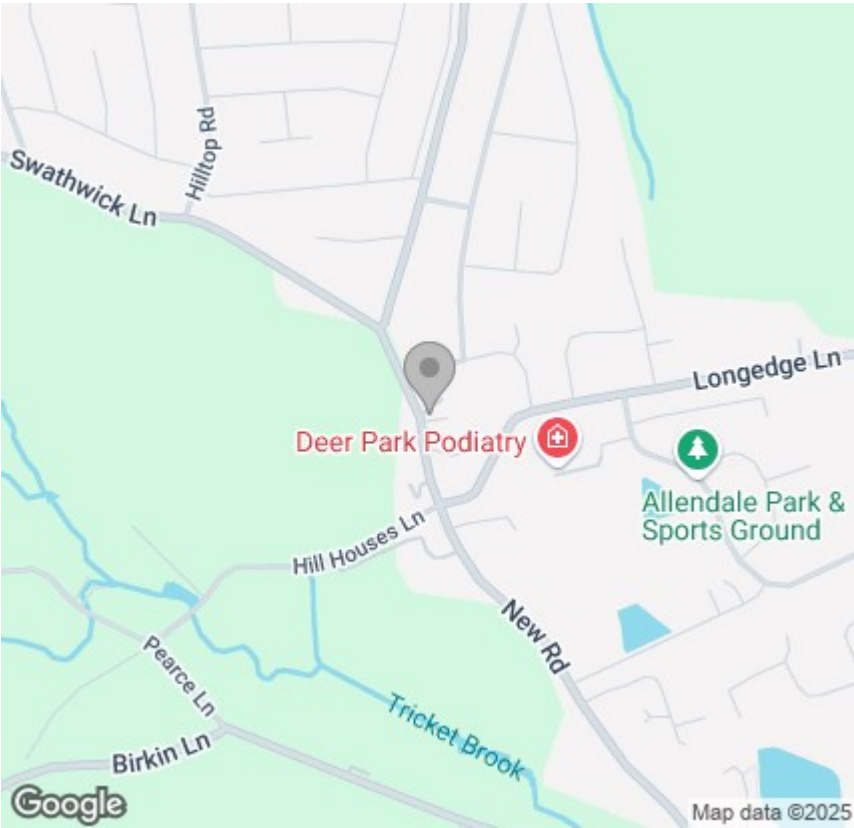 Hilltop Rd
Swathwick Ln
Longedge Ln
Deer Park Podiatry
Allendale Park &
Sports Ground
Hill Houses Ln
New Rd
Pearce Ln
Tricket Brook
Birkin Ln
Google
Map data ©2025